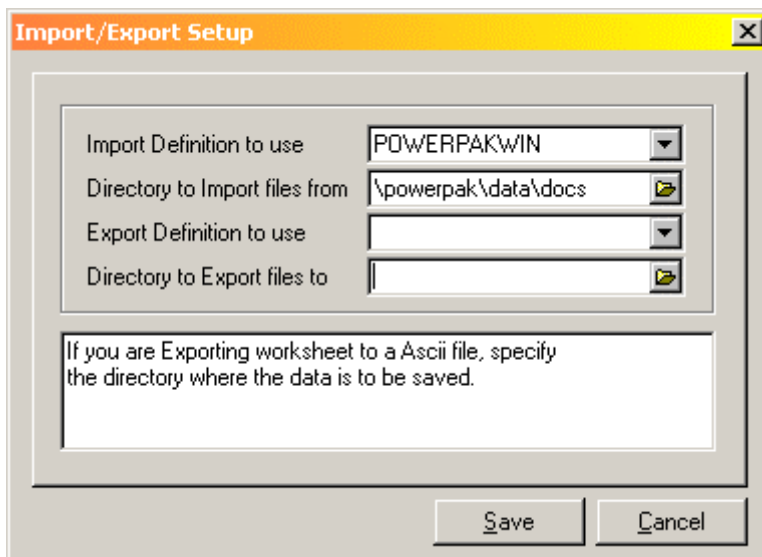 Import/Export Setup
Import Definition to use POWERPAKWIN
Directory to Import files from \powerpak\data\docs
Export Definition to use
Directory to Export files to
If you are Exporting worksheet to a Ascii file, specify
the directory where the data is to be saved.
Save Cancel